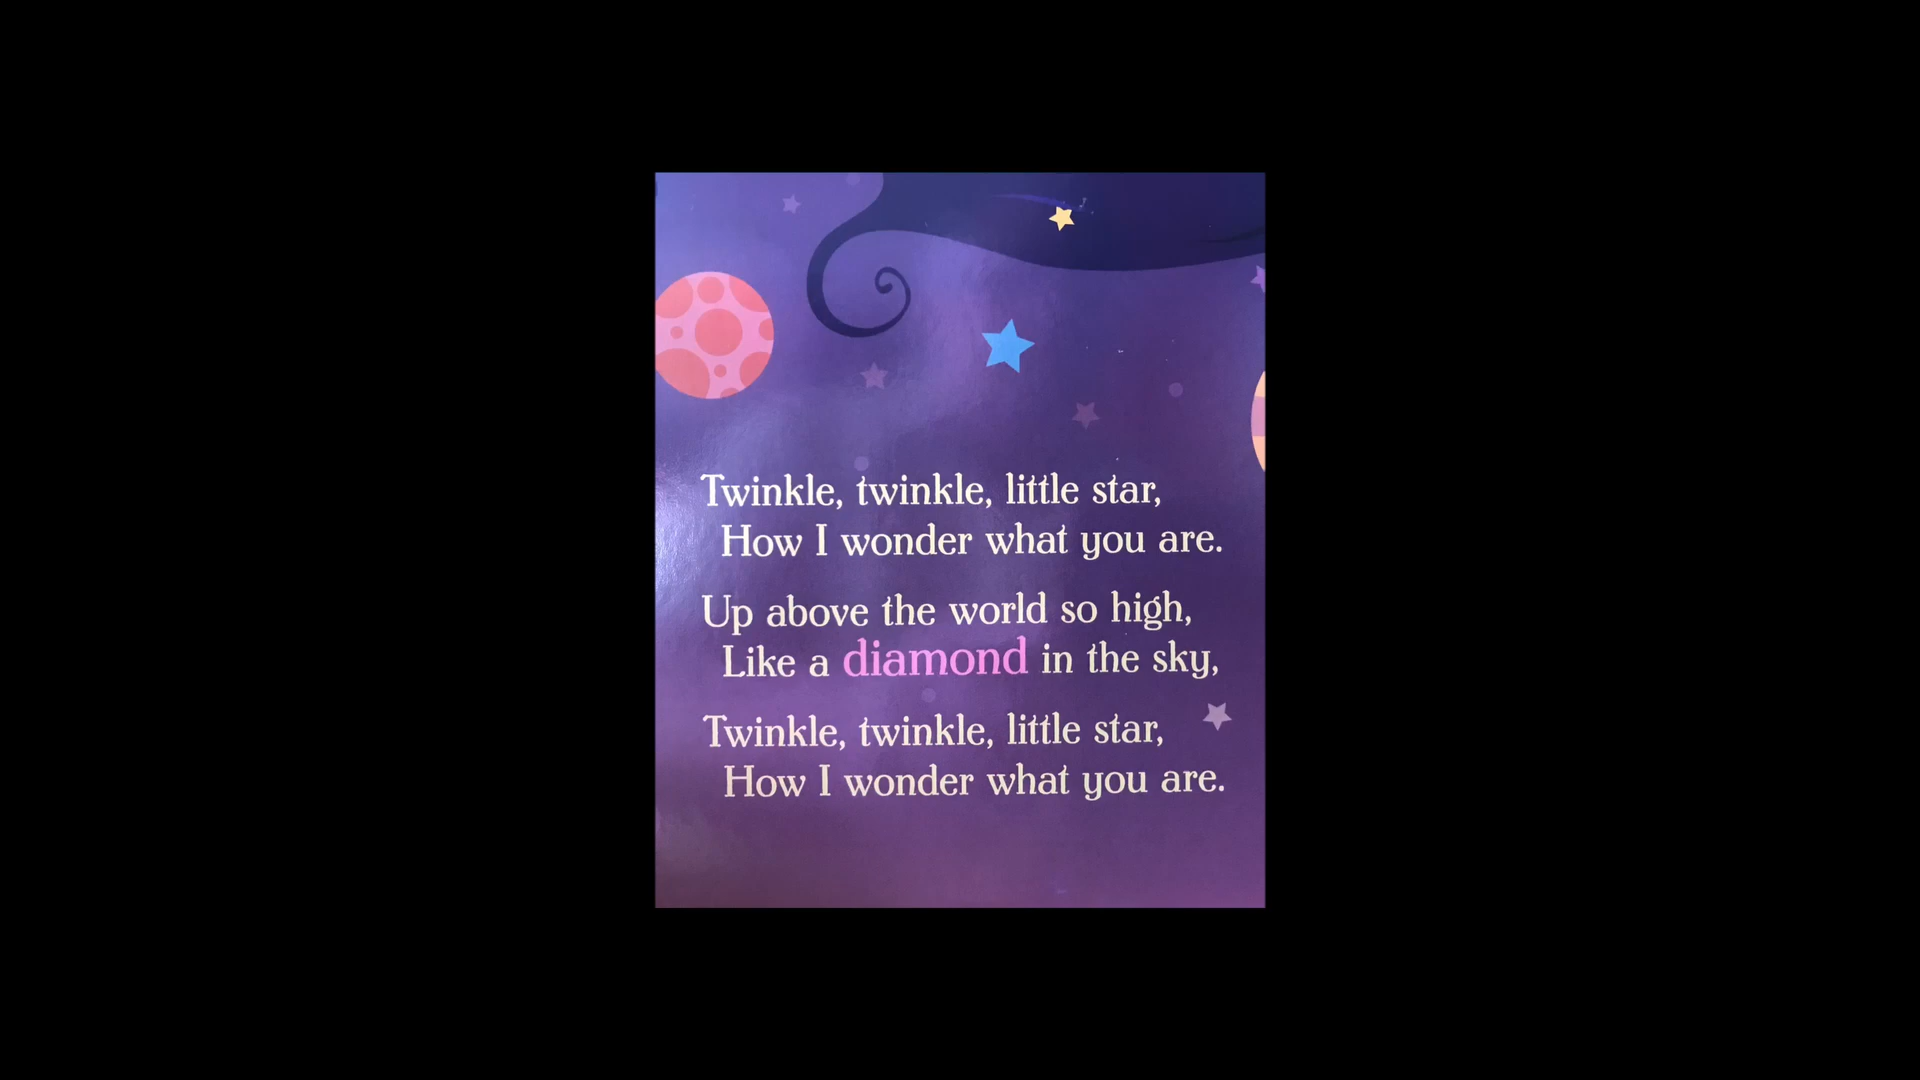 Twinkle, twinkle, little star,
How I wonder what you are.
Up above the world so high,
Like a diamond in the sky,
Twinkle, twinkle, little star,
How I wonder what you are.